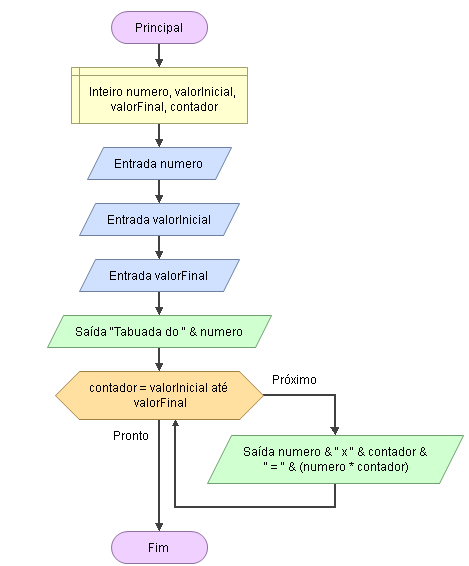 Principal
Inteiro numero, valorInicial,
valorFinal, contador
Entrada numero
Entrada valorInicial
Entrada valorFinal
Saída "Tabuada do " & numero
contador = valorInicial até
valorFinal
Próximo
Pronto
Saída numero & " x " & contador &
" = " & (numero * contador)
Fim